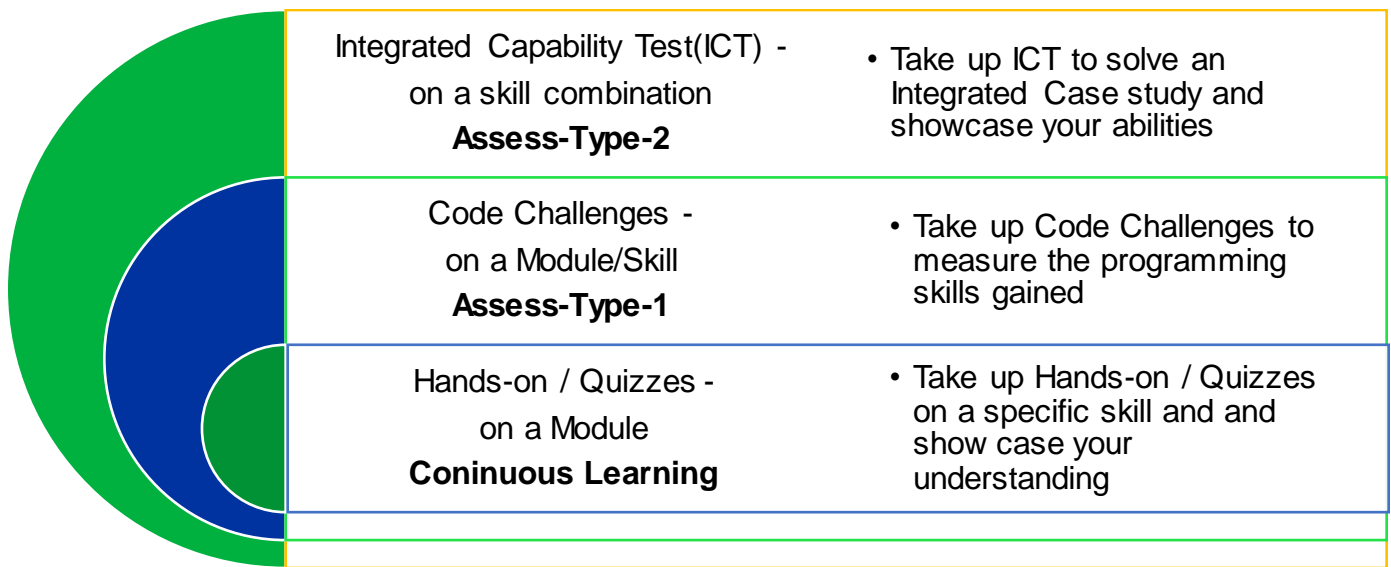 Integrated Capability Test(ICT) -
on a skill combination
Assess-Type-2
• Take up ICT to solve an
Integrated Case study and
showcase your abilities
Code Challenges -
on a Module/Skill
Assess-Type-1
• Take up Code Challenges to
measure the programming
skills gained
Hands-on / Quizzes -
on a Module
Coninuous Learning
• Take up Hands-on / Quizzes
on a specific skill and and
show case your
understanding